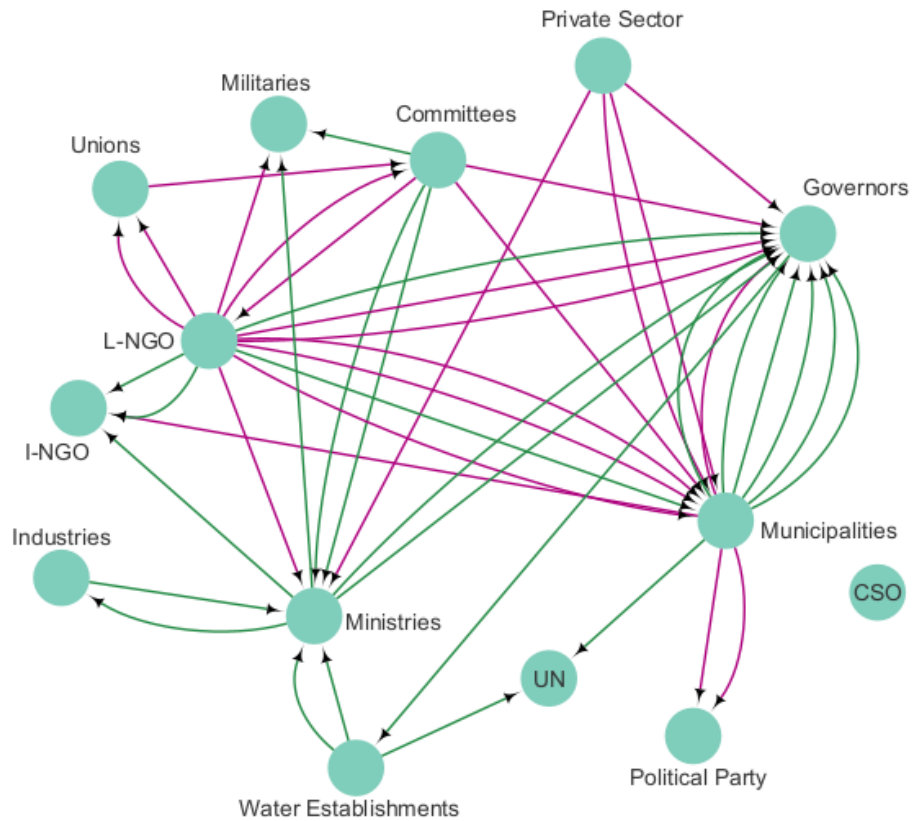 Private Sector
Militaries
Committees
Unions
Governors
L-NGO
I-NGO
Industries
Municipalities
CSO
Ministries
UN
Political Party
Water Establishments